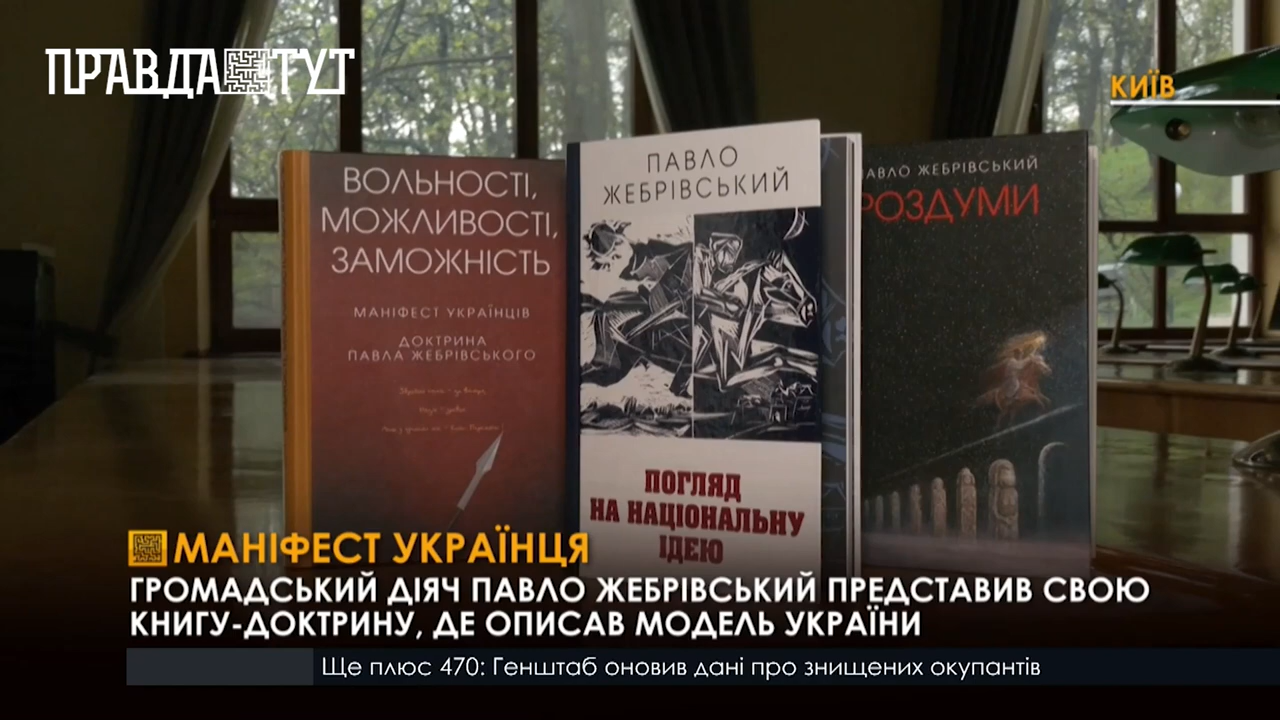 ПРАВДА ТУТ
КИЇВ
ВОЛЬНОСТІ,
МОЖЛИВОСТІ,
ЗАМОЖНІСТЬ
МАНІФЕСТ УКРАЇНЦІВ
ДОКТРИНА
ПАВЛА ЖЕБРІВСЬКОГО
ПАВЛО
ЖЕБРІВСЬКИЙ
ПОГЛЯД
НА НАЦІОНАЛЬНУ
ІДЕЮ
ПАВЛО ЖЕБРІВСЬКИЙ
РОЗДУМИ
МАНІФЕСТ УКРАЇНЦЯ
ГРОМАДСЬКИЙ ДІЯЧ ПАВЛО ЖЕБРІВСЬКИЙ ПРЕДСТАВИВ СВОЮ
КНИГУ-ДОКТРИНУ, ДЕ ОПИСАВ МОДЕЛЬ УКРАЇНИ
Ще плюс 470: Генштаб оновив дані про знищених окупантів